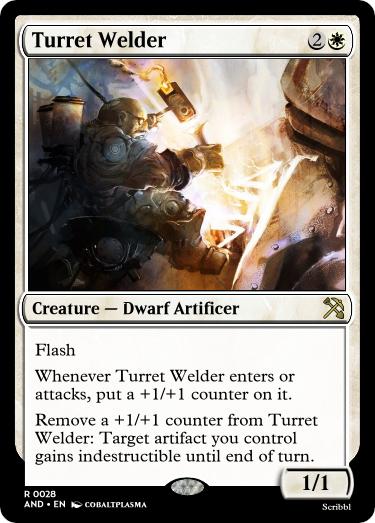 Turret Welder 2
Creature — Dwarf Artificer
Flash
Whenever Turret Welder enters or
attacks, put a +1/+1 counter on it.
Remove a +1/+1 counter from Turret
Welder: Target artifact you control
gains indestructible until end of turn.
1/1
R 0028
AND • EN COBALTPLASMA
Scribbl